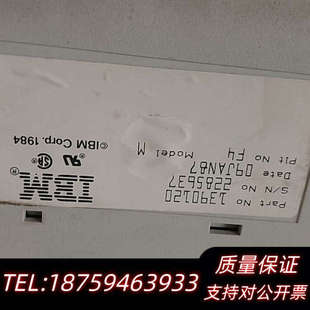 Part No 1390120
S/N No 2285637
Date 09JAN87
Plt No F4 Model M
IBM
©IBM Corp. 1984
TEL:18759463933
质量保证
支持对公开票